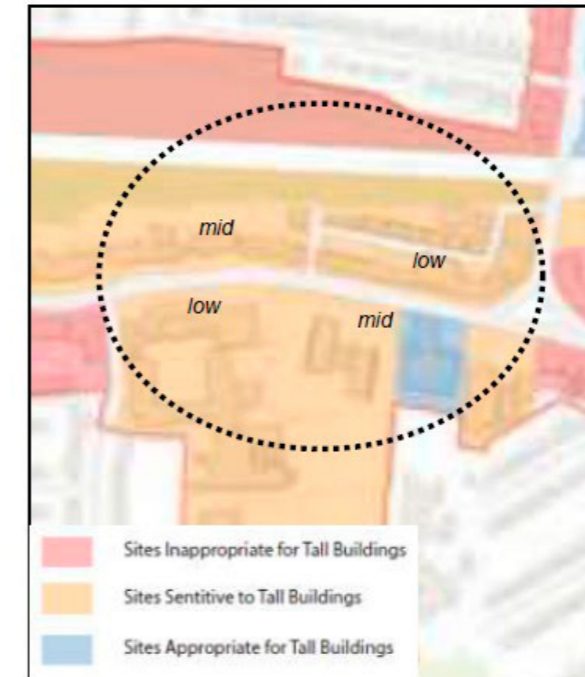 mid
low
low
mid
Sites Inappropriate for Tall Buildings
Sites Sentitive to Tall Buildings
Sites Appropriate for Tall Buildings